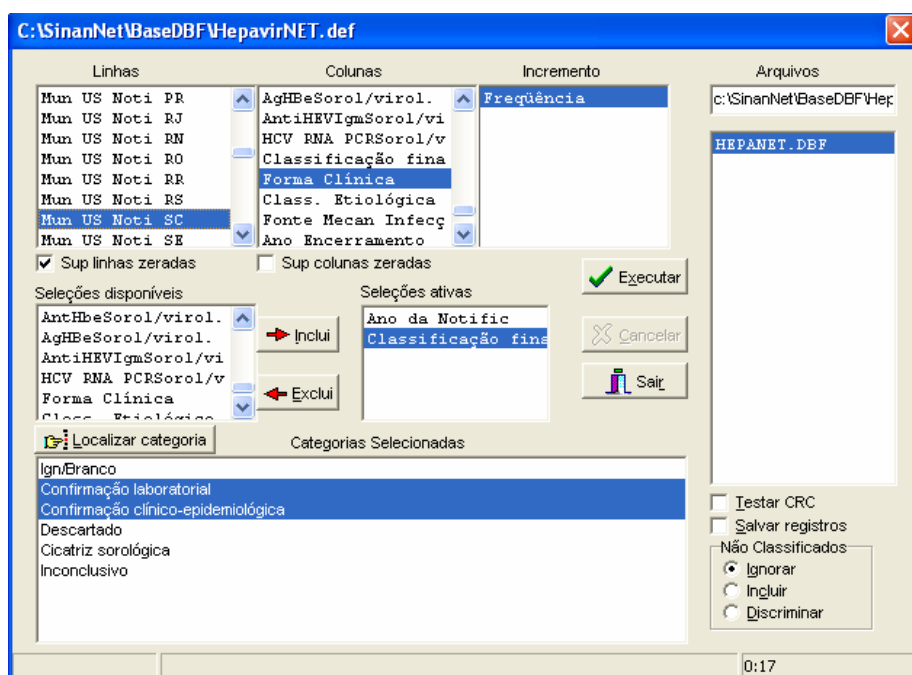 C:\SinanNet\BaseDBF\HepavirNET.def
Linhas
Colunas
Incremento
Arquivos
Mun US Noti PR
Mun US Noti RJ
Mun US Noti RN
Mun US Noti RO
Mun US Noti RR
Mun US Noti RS
Mun US Noti SC
Mun US Noti SE
AgHBeSorol/virol.
AntiHEVIgmSorol/vi
HCV RNA PCRSorol/v
Classificação fina
Forma Clínica
Class. Etiológica
Fonte Mecan Infecç
Ano Encerramento
Freqüência
c:\SinanNet\BaseDBF\Hep
HEPANET.DBF
Sup linhas zeradas
Sup colunas zeradas
Executar
Seleções disponíveis
Seleções ativas
AntHbeSorol/virol.
AgHBeSorol/virol.
AntiHEVIgmSorol/vi
HCV RNA PCRSorol/v
Forma Clínica
Class. Etiológica
Inclui
Exclui
Ano da Notific
Classificação fina
Cancelar
Sair
Localizar categoria
Categorias Selecionadas
Ign/Branco
Confirmação laboratorial
Confirmação clínico-epidemiológica
Descartado
Cicatriz sorológica
Inconclusivo
Testar CRC
Salvar registros
Não Classificados
Ignorar
Incluir
Discriminar
0:17